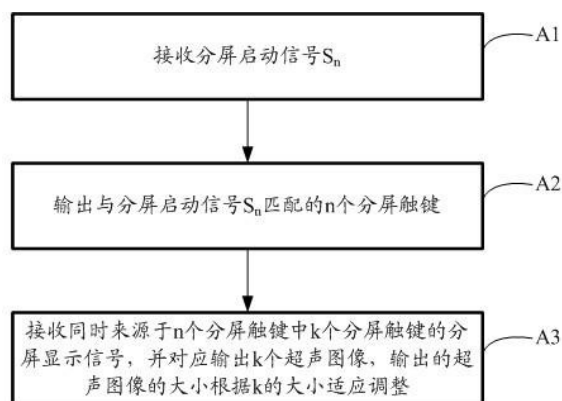 接收分屏启动信号Sn
A1
输出与分屏启动信号Sn匹配的n个分屏触键
A2
接收同时来源于n个分屏触键中k个分屏触键的分
屏显示信号，并对应输出k个超声图像，输出的超
声图像的大小根据k的大小适应调整
A3